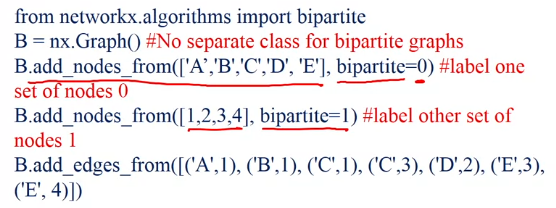 from networkx.algorithms import bipartite
B = nx.Graph() #No separate class for bipartite graphs
B.add_nodes_from(['A','B','C','D', 'E'], bipartite=0) #label one
set of nodes 0
B.add_nodes_from([1,2,3,4], bipartite=1) #label other set of
nodes 1
B.add_edges_from([('A',1), ('B',1), ('C',1), ('C',3), ('D',2), ('E',3),
('E', 4)])